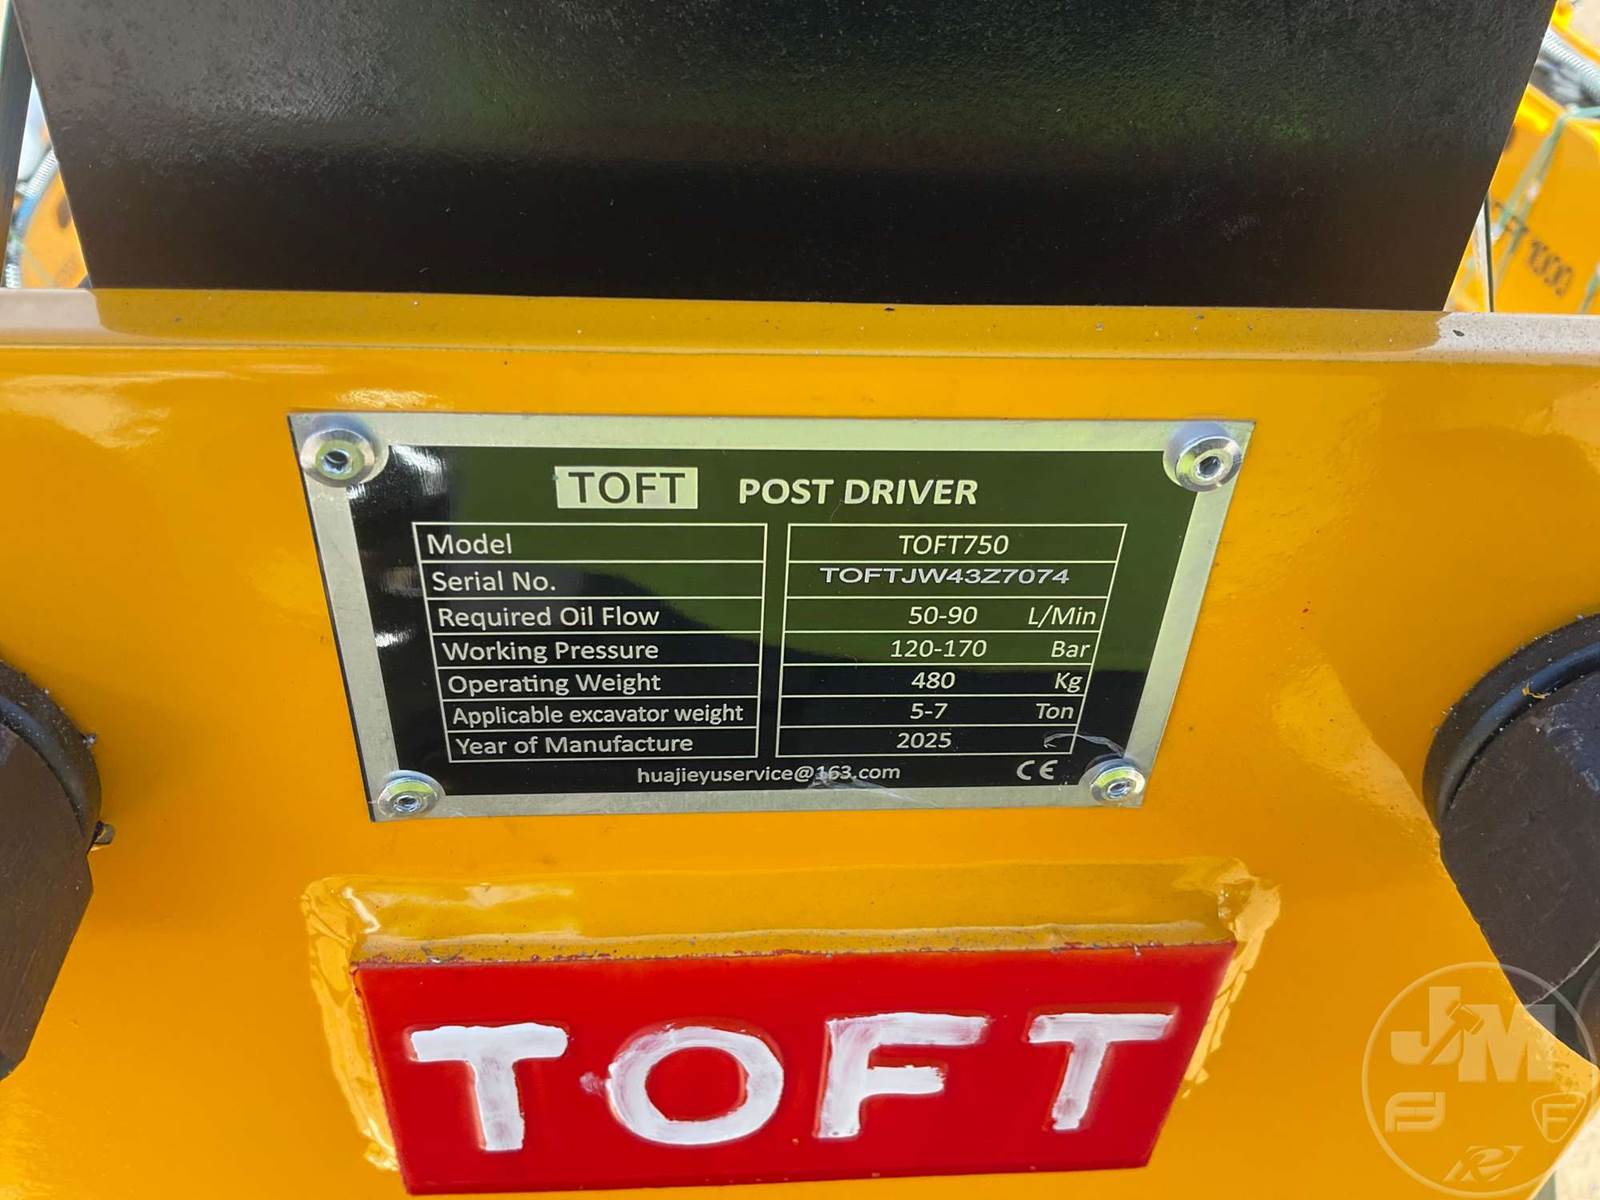 TOFT POST DRIVER
Model TOFT750
Serial No. TOFTJW43Z7074
Required Oil Flow 50-90 L/Min
Working Pressure 120-170 Bar
Operating Weight 480 Kg
Applicable excavator weight 5-7 Ton
Year of Manufacture 2025
huajieyuservice@163.com CE
TOFT
JM